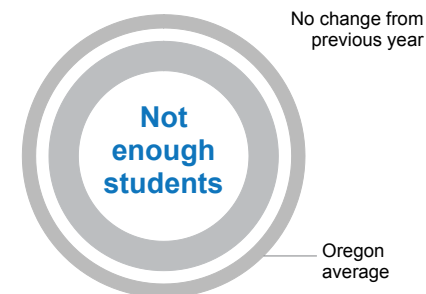 No change from
previous year
Not
enough
students
Oregon
average